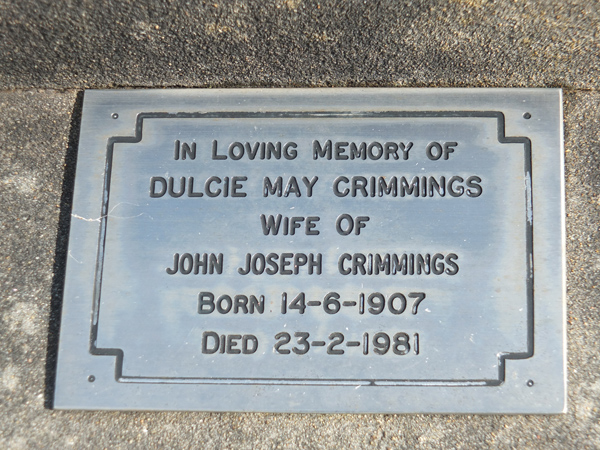 IN LOVING MEMORY OF
DULCIE MAY CRIMMINGS
WIFE OF
JOHN JOSEPH CRIMMINGS
BORN 14-6-1907
DIED 23-2-1981